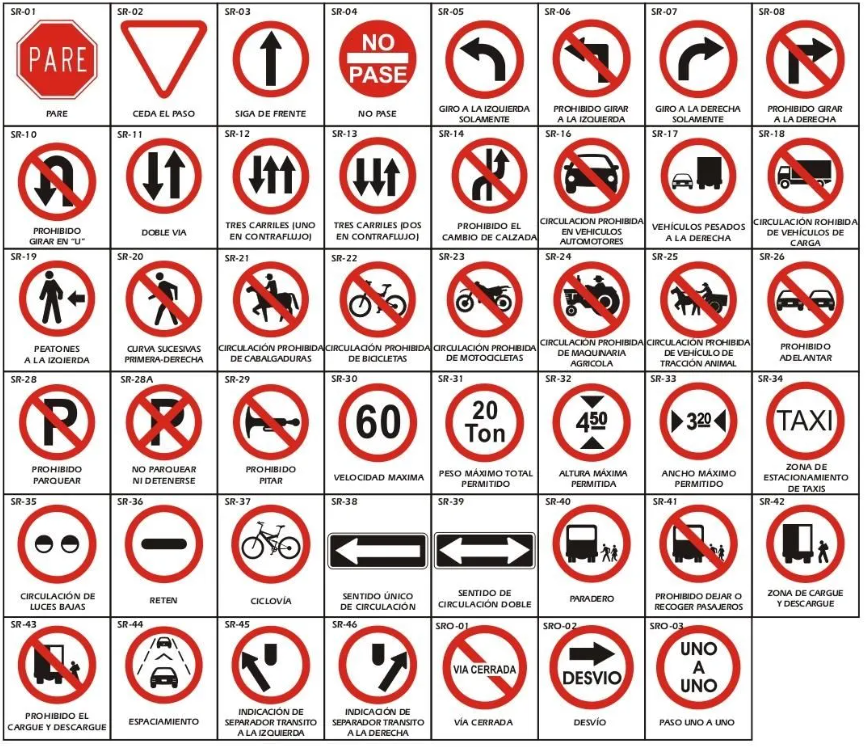 SR-01
PARE
PARE
SR-02
CEDA EL PASO
SR-03
SIGA DE FRENTE
SR-04
NO
PASE
NO PASE
SR-05
GIRO A LA IZQUIERDA
SOLAMENTE
SR-06
PROHIBIDO GIRAR
A LA IZQUIERDA
SR-07
GIRO A LA DERECHA
SOLAMENTE
SR-08
PROHIBIDO GIRAR
A LA DERECHA
SR-10
PROHIBIDO
GIRAR EN "U"
SR-11
DOBLE VIA
SR-12
TRES CARRILES (UNO
EN CONTRAFLUJO)
SR-13
TRES CARRILES (DOS
EN CONTRAFLUJO)
SR-14
PROHIBIDO EL
CAMBIO DE CALZADA
SR-16
CIRCULACION PROHIBIDA
EN VEHICULOS
AUTOMOTORES
SR-17
VEHÍCULOS PESADOS
A LA DERECHA
SR-18
CIRCULACIÓN ROHIBIDA
DE VEHÍCULOS DE
CARGA
SR-19
PEATONES
A LA IZQIERDA
SR-20
CURVA SUCESIVAS
PRIMERA-DERECHA
SR-21
CIRCULACIÓN PROHIBIDA
DE CABALGADURAS
SR-22
CIRCULACIÓN PROHIBIDA
DE BICICLETAS
SR-23
CIRCULACIÓN PROHIBIDA
DE MOTOCICLETAS
SR-24
CIRCULACIÓN PROHIBIDA
DE MAQUINARIA
AGRICOLA
SR-25
CIRCULACIÓN PROHIBIDA
DE VEHÍCULO DE
TRACCIÓN ANIMAL
SR-26
PROHIBIDO
ADELANTAR
SR-28
P
PROHIBIDO
PARQUEAR
SR-28A
P
NO PARQUEAR
NI DETENERSE
SR-29
PROHIBIDO
PITAR
SR-30
60
VELOCIDAD MAXIMA
SR-31
20
Ton
PESO MÁXIMO TOTAL
PERMITIDO
SR-32
450
ALTURA MÁXIMA
PERMITIDA
SR-33
320
ANCHO MÁXIMO
PERMITIDO
SR-34
TAXI
ZONA DE
ESTACIONAMIENTO
DE TAXIS
SR-35
CIRCULACIÓN DE
LUCES BAJAS
SR-36
RETEN
SR-37
CICLOVÍA
SR-38
SENTIDO ÚNICO
DE CIRCULACIÓN
SR-39
SENTIDO DE
CIRCULACIÓN DOBLE
SR-40
PARADERO
SR-41
PROHIBIDO DEJAR O
RECOGER PASAJEROS
SR-42
ZONA DE CARGUE
Y DESCARGUE
SR-43
PROHIBIDO EL
CARGUE Y DESCARGUE
SR-44
ESPACIAMIENTO
SR-45
INDICACIÓN DE
SEPARADOR TRANSITO
A LA IZQUIERDA
SR-46
INDICACIÓN DE
SEPARADOR TRANSITO
A LA DERECHA
SRO-01
VIA CERRADA
VÍA CERRADA
SRO-02
DESVIO
DESVÍO
SRO-03
UNO
A
UNO
PASO UNO A UNO